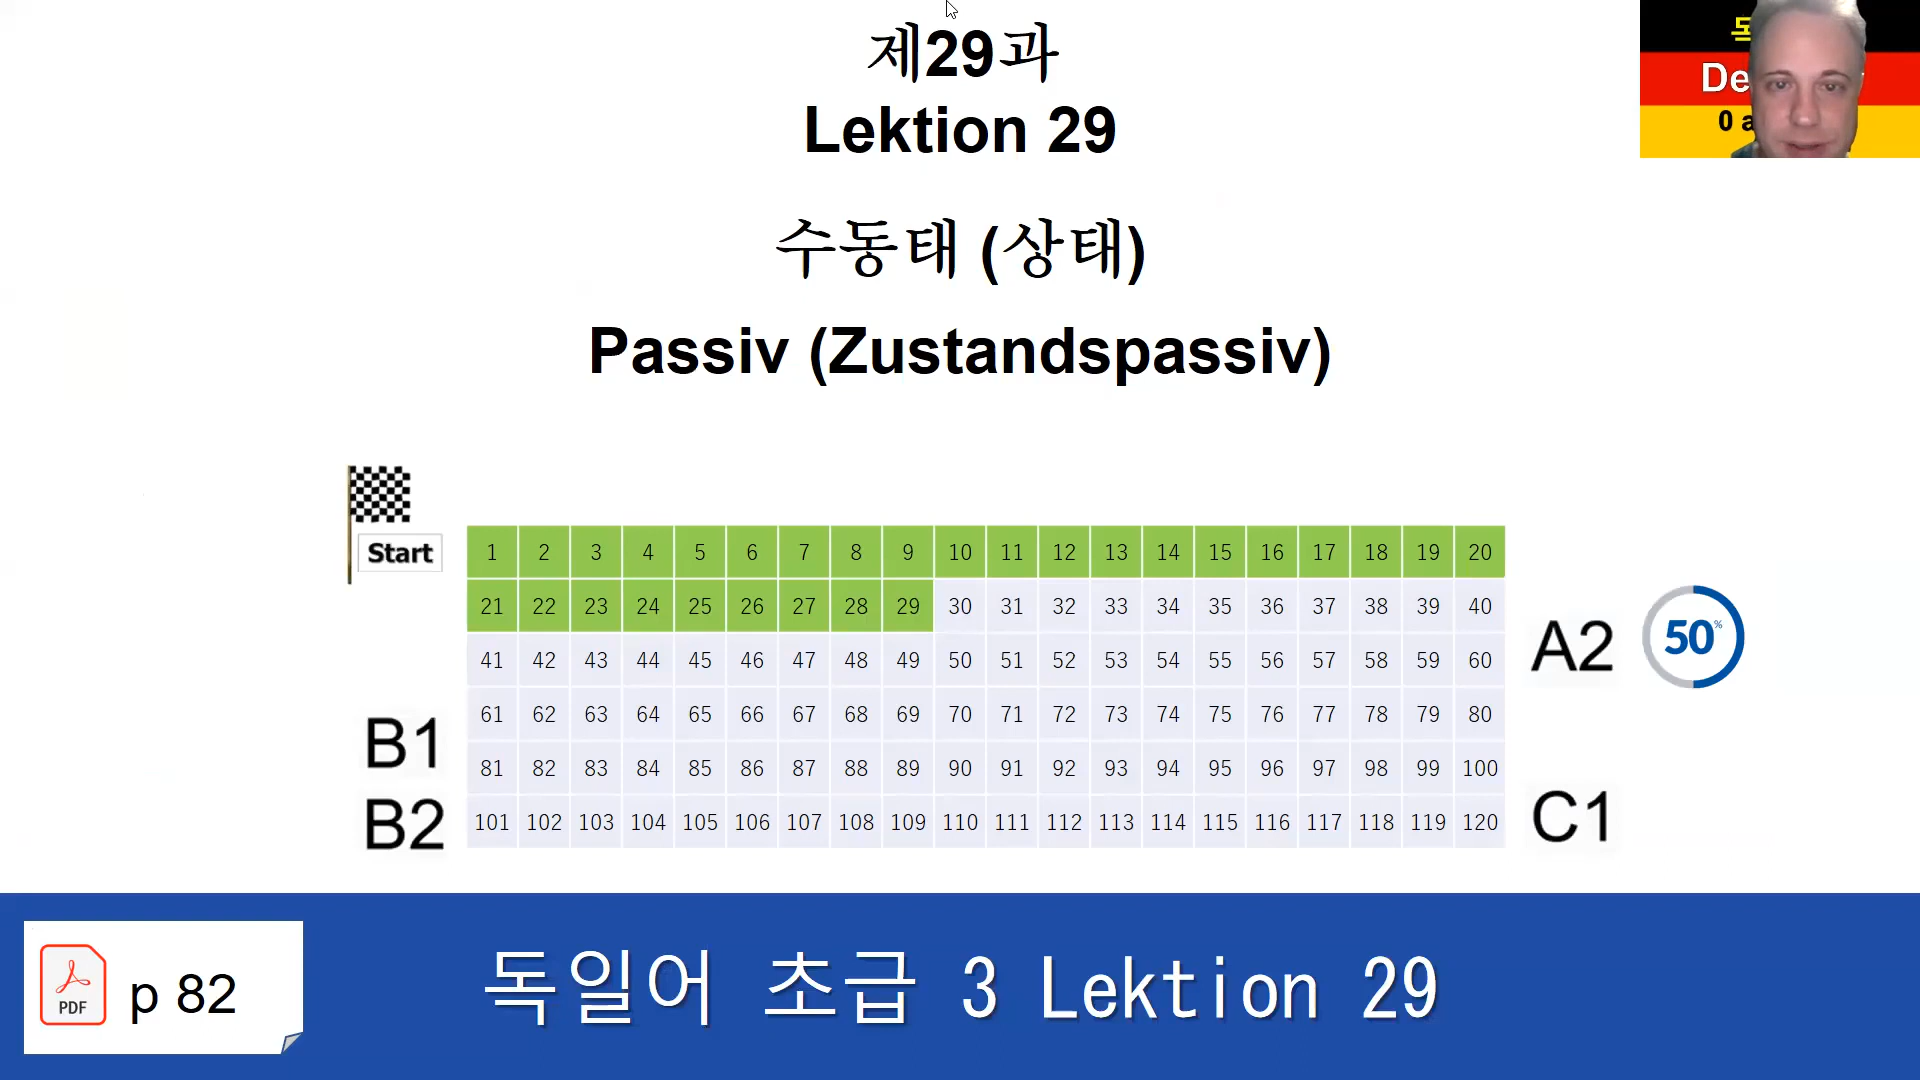 제29과
Lektion 29
수동태 (상태)
Passiv (Zustandspassiv)
Start
1 2 3 4 5 6 7 8 9 10 11 12 13 14 15 16 17 18 19 20
21 22 23 24 25 26 27 28 29 30 31 32 33 34 35 36 37 38 39 40
41 42 43 44 45 46 47 48 49 50 51 52 53 54 55 56 57 58 59 60
A2
50%
61 62 63 64 65 66 67 68 69 70 71 72 73 74 75 76 77 78 79 80
B1
81 82 83 84 85 86 87 88 89 90 91 92 93 94 95 96 97 98 99 100
B2
101 102 103 104 105 106 107 108 109 110 111 112 113 114 115 116 117 118 119 120
C1
PDF
p 82
독일어 초급 3 Lektion 29